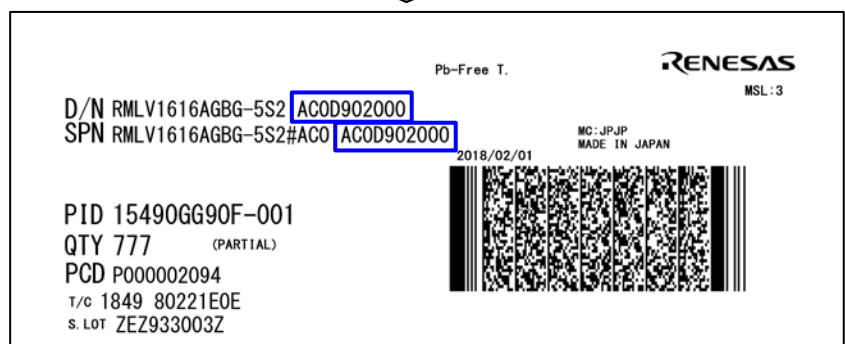 RENESAS
Pb-Free T.
MSL:3
D/N RMLV1616AGBG-5S2 AC0D902000
SPN RMLV1616AGBG-5S2#AC0 AC0D902000
MC:JPJP
MADE IN JAPAN
2018/02/01
PID 15490GG90F-001
QTY 777 (PARTIAL)
PCD P000002094
T/C 1849 80221E0E
S.LOT ZEZ933003Z